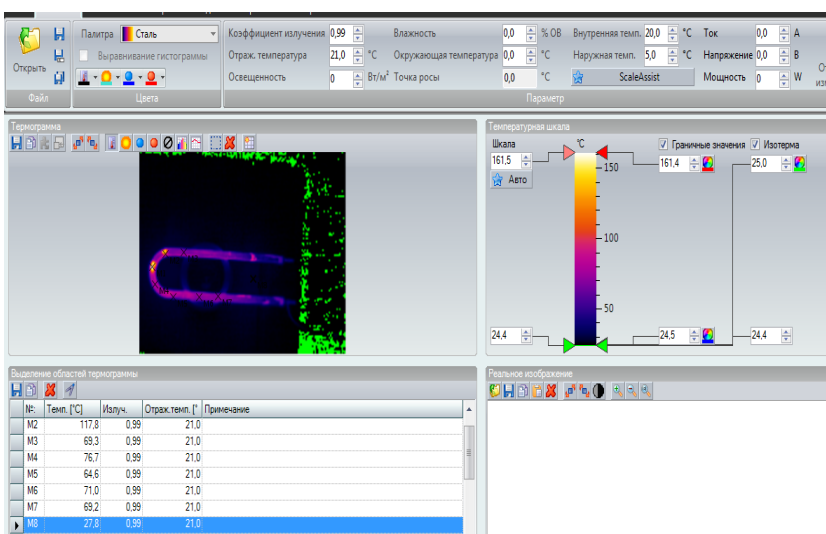 Палитра Сталь Коэффициент излучения 0,99 Влажность 0,0 % ОВ Внутренняя темп. 20,0 °C Ток 0,0 A
Выравнивание гистограммы Отраж. температура 21,0 °C Окружающая температура 0,0 °C Наружная темп. 5,0 °C Напряжение 0,0 В
Открыть Освещенность 0 Вт/м² Точка росы 0,0 °C ScaleAssist Мощность 0 W
Файл Цвета Параметр
Термограмма
Температурная шкала
Шкала °C Граничные значения Изотерма
161,5 150 161,4 25,0
Авто
100
50
24,4 24,5 24,4
Выделение областей термограммы
Реальное изображение
№: Темп. [°C] Излуч. Отраж.темп. [° Примечание
M2 117,8 0,99 21,0
M3 69,3 0,99 21,0
M4 76,7 0,99 21,0
M5 64,6 0,99 21,0
M6 71,0 0,99 21,0
M7 69,2 0,99 21,0
M8 27,8 0,99 21,0